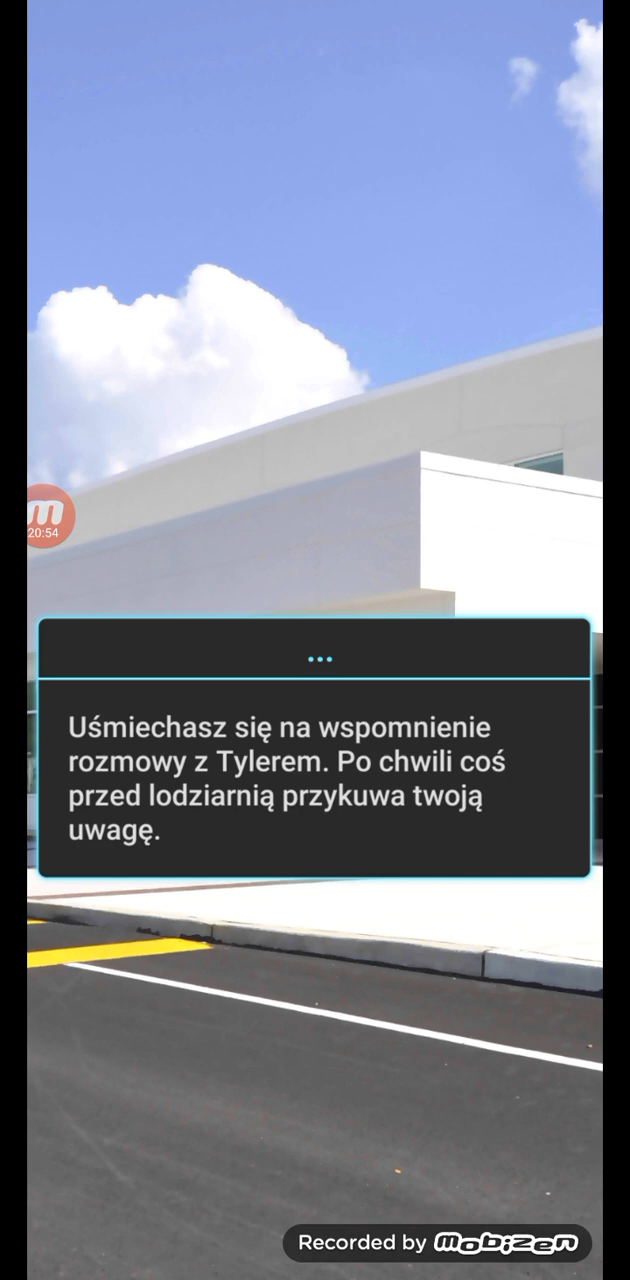 m
20:54
...
Uśmiechasz się na wspomnienie
rozmowy z Tylerem. Po chwili coś
przed lodziarnią przykuwa twoją
uwagę.
Recorded by Mobizen